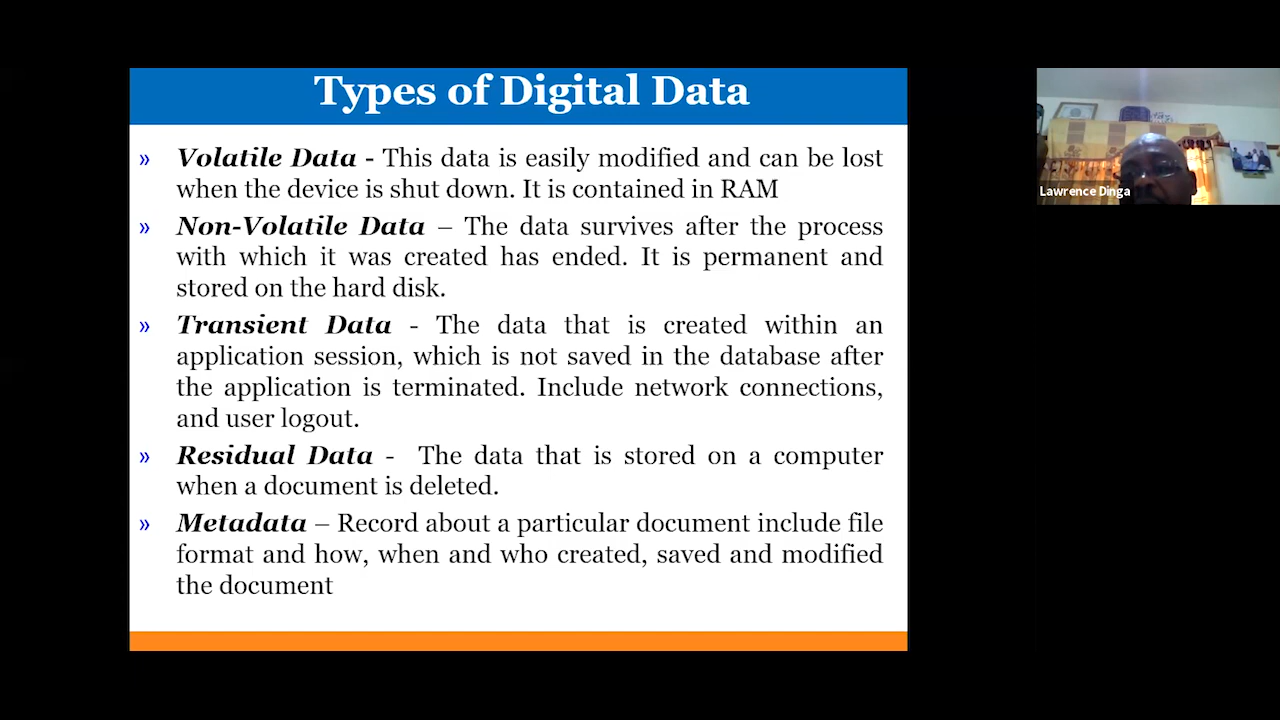 Types of Digital Data
» Volatile Data - This data is easily modified and can be lost
when the device is shut down. It is contained in RAM
» Non-Volatile Data – The data survives after the process
with which it was created has ended. It is permanent and
stored on the hard disk.
» Transient Data - The data that is created within an
application session, which is not saved in the database after
the application is terminated. Include network connections,
and user logout.
» Residual Data - The data that is stored on a computer
when a document is deleted.
» Metadata – Record about a particular document include file
format and how, when and who created, saved and modified
the document
Lawrence Dinga